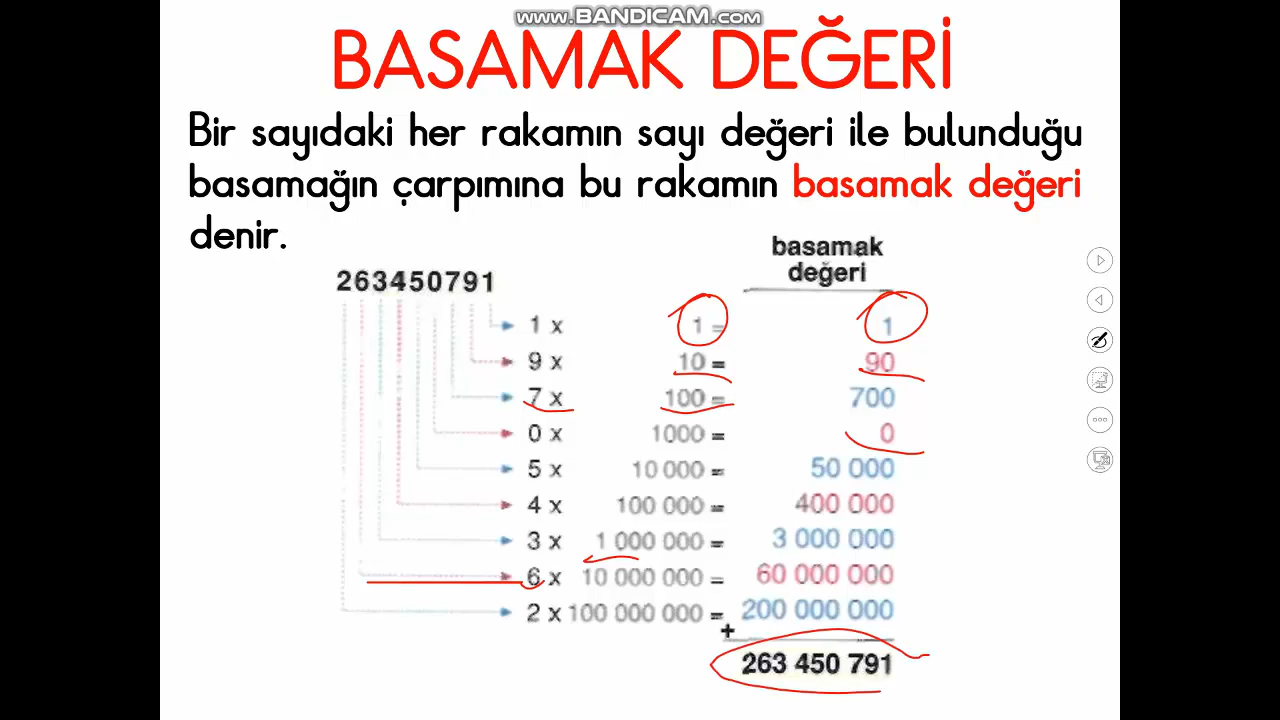 www.BANDICAM.com
BASAMAK DEĞERİ
Bir sayıdaki her rakamın sayı değeri ile bulunduğu
basamağın çarpımına bu rakamın basamak değeri
denir.
basamak
değeri
263450791
1 x 1 = 1
9 x 10 = 90
7 x 100 = 700
0 x 1000 = 0
5 x 10 000 = 50 000
4 x 100 000 = 400 000
3 x 1 000 000 = 3 000 000
6 x 10 000 000 = 60 000 000
2 x 100 000 000 = 200 000 000
+
263 450 791